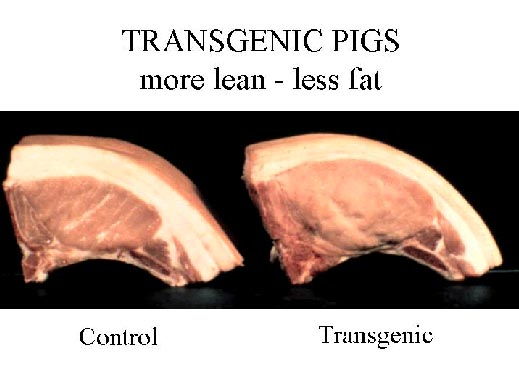 TRANSGENIC PIGS
more lean - less fat
Control
Transgenic